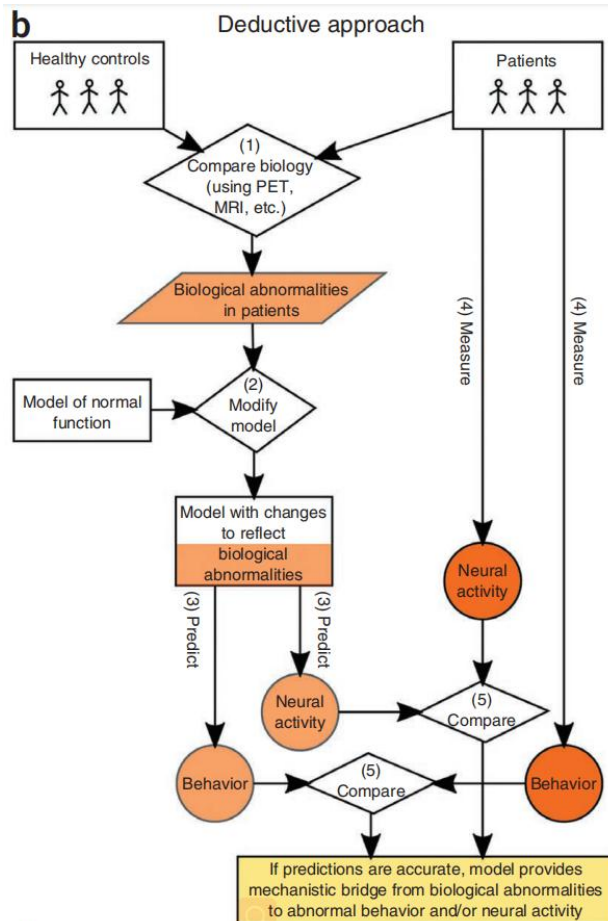 b
Deductive approach
Healthy controls
Patients
(1)
Compare biology
(using PET,
MRI, etc.)
Biological abnormalities
in patients
(4) Measure
(4) Measure
Model of normal
function
(2)
Modify
model
Model with changes
to reflect
biological
abnormalities
(3) Predict
(3) Predict
Neural
activity
Neural
activity
(5)
Compare
Behavior
(5)
Compare
Behavior
If predictions are accurate, model provides
mechanistic bridge from biological abnormalities
to abnormal behavior and/or neural activity